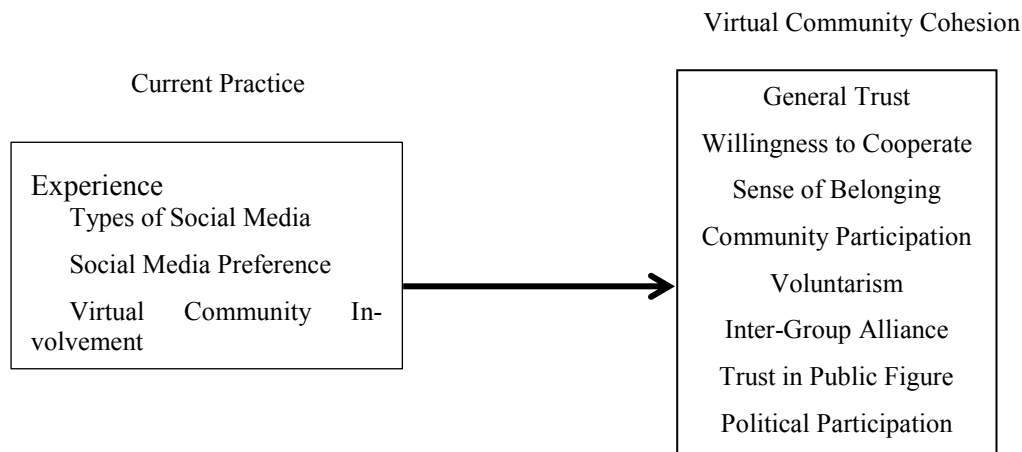 Virtual Community Cohesion
Current Practice
Experience
Types of Social Media
Social Media Preference
Virtual Community In-
volvement
General Trust
Willingness to Cooperate
Sense of Belonging
Community Participation
Voluntarism
Inter-Group Alliance
Trust in Public Figure
Political Participation